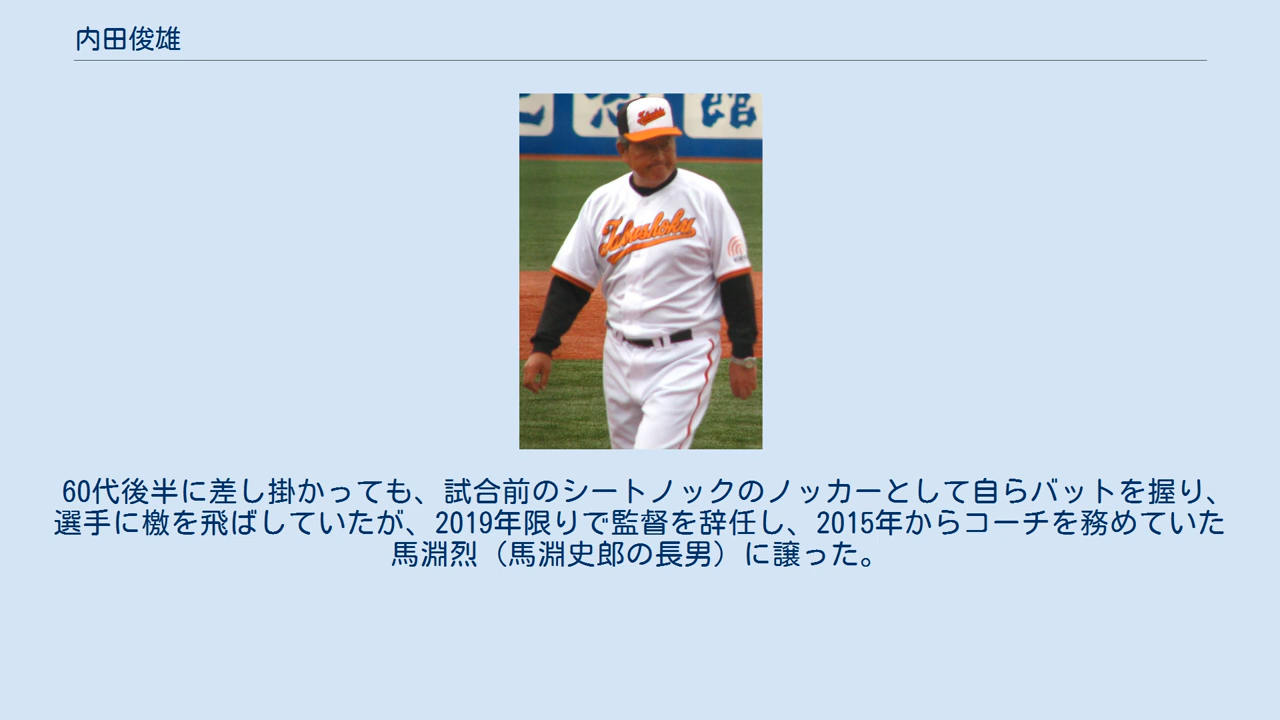 内田俊雄
館
Takushoku
60代後半に差し掛かっても、試合前のシートノックのノッカーとして自らバットを握り、
選手に檄を飛ばしていたが、2019年限りで監督を辞任し、2015年からコーチを務めていた
馬淵烈（馬淵史郎の長男）に譲った。